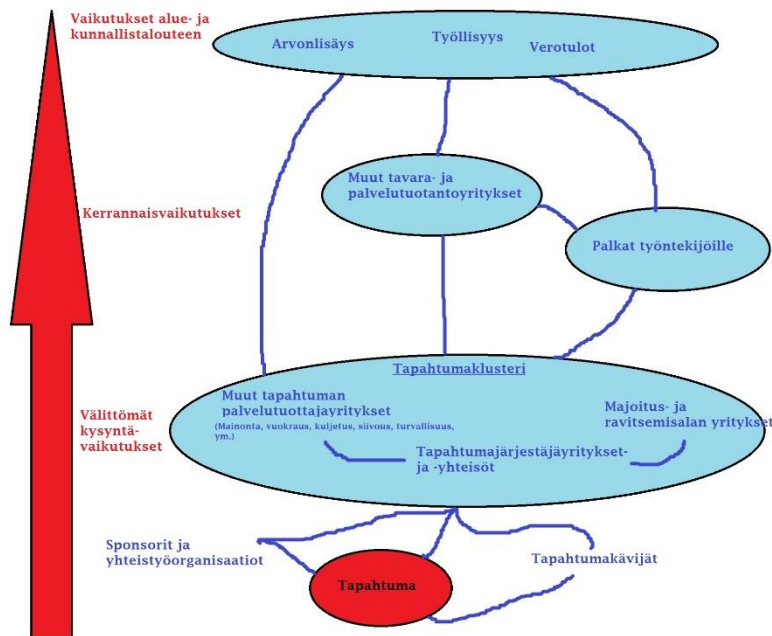 Vaikutukset alue- ja
kunnallistalouteen
Arvonlisäys
Työllisyys
Verotulot
Muut tavara- ja
palvelutuotantoyritykset
Kerrannaisvaikutukset
Palkat työntekijöille
Tapahtumaklusteri
Muut tapahtuman
palvelutuottajayritykset
(Mainonta, vuokraus, kuljetus, siivous, turvallisuus,
ym.)
Majoitus- ja
ravitsemisalan yritykset
Välittömät
kysyntä-
vaikutukset
Tapahtumajärjestäjäyritykset-
ja -yhteisöt
Sponsorit ja
yhteistyöorganisaatiot
Tapahtuma
Tapahtumakävijät